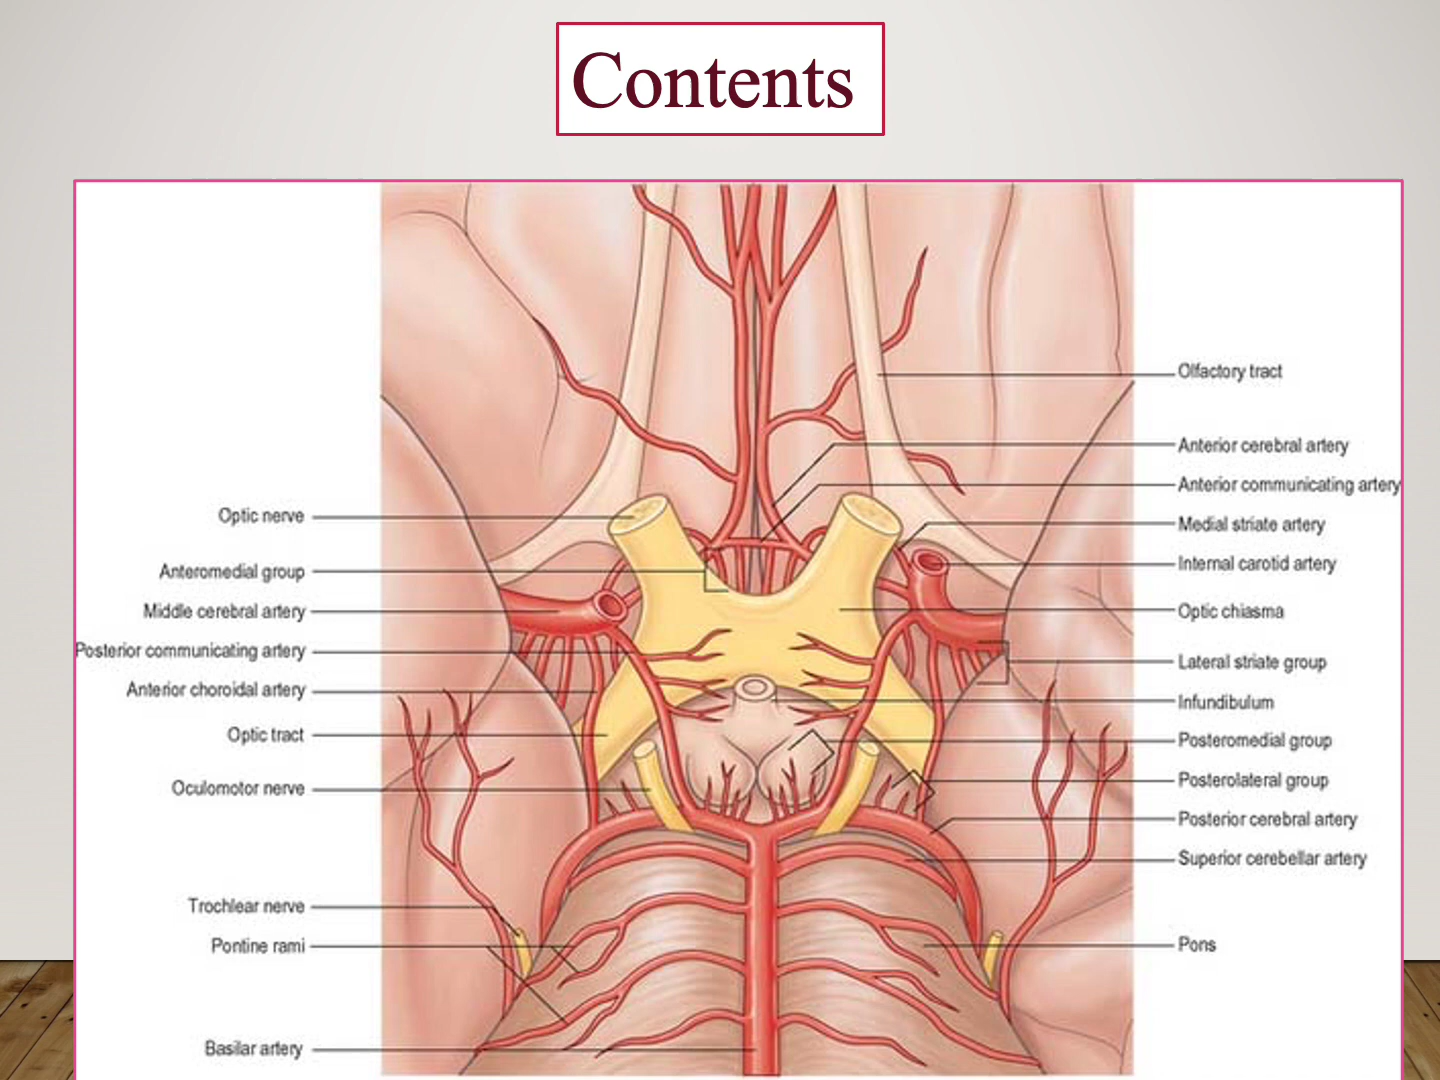 Contents
Olfactory tract
Anterior cerebral artery
Anterior communicating artery
Optic nerve
Medial striate artery
Internal carotid artery
Anteromedial group
Middle cerebral artery
Optic chiasma
Posterior communicating artery
Lateral striate group
Anterior choroidal artery
Infundibulum
Optic tract
Posteromedial group
Posterolateral group
Oculomotor nerve
Posterior cerebral artery
Superior cerebellar artery
Trochlear nerve
Pontine rami
Pons
Basilar artery